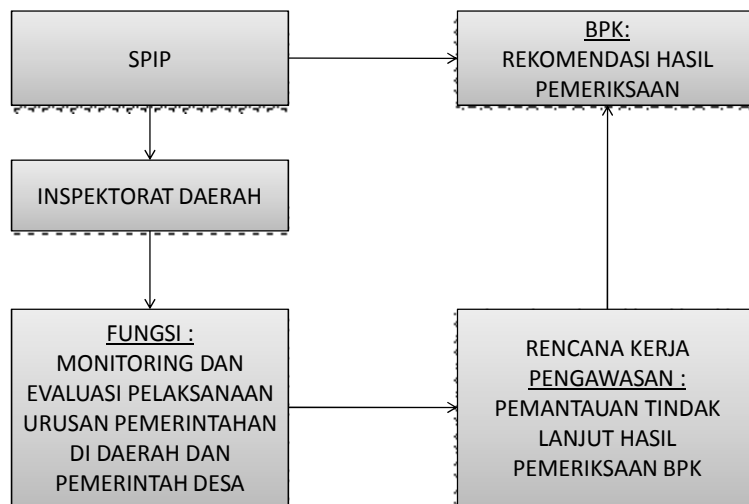 SPIP
BPK:
REKOMENDASI HASIL
PEMERIKSAAN
INSPEKTORAT DAERAH
FUNGSI :
MONITORING DAN
EVALUASI PELAKSANAAN
URUSAN PEMERINTAHAN
DI DAERAH DAN
PEMERINTAH DESA
RENCANA KERJA
PENGAWASAN :
PEMANTAUAN TINDAK
LANJUT HASIL
PEMERIKSAAN BPK